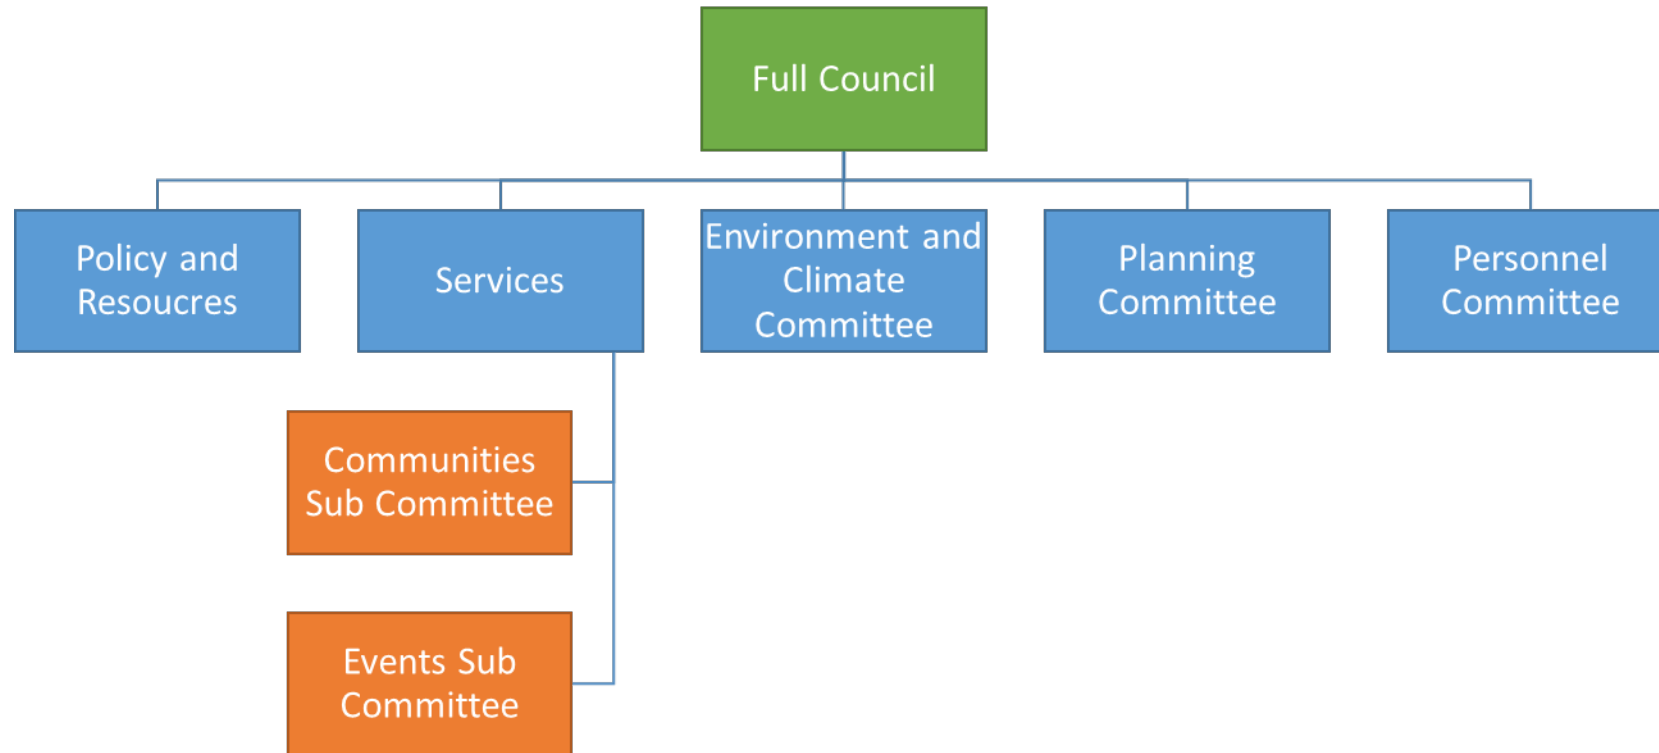 Full Council
Policy and
Resoucres
Services
Environment and
Climate
Committee
Planning
Committee
Personnel
Committee
Communities
Sub Committee
Events Sub
Committee